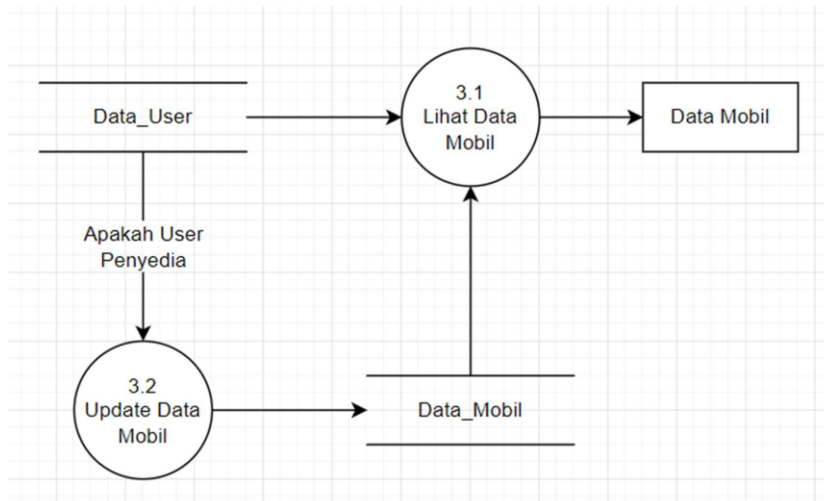 3.1
Lihat Data
Mobil
Data_User
Data Mobil
Apakah User
Penyedia
3.2
Update Data
Mobil
Data_Mobil